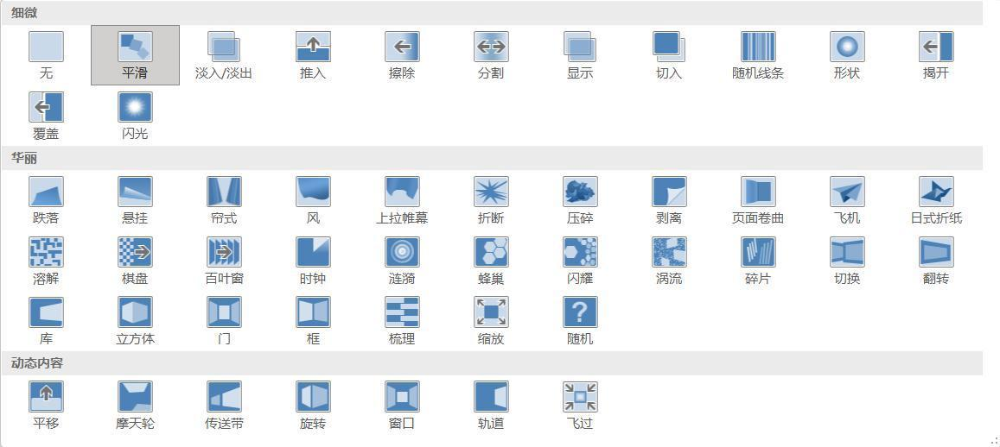 细微
无 平滑 淡入/淡出 推入 擦除 分割 显示 切入 随机线条 形状 揭开
覆盖 闪光
华丽
跌落 悬挂 帘式 风 上拉帷幕 折断 压碎 剥离 页面卷曲 飞机 日式折纸
溶解 棋盘 百叶窗 时钟 涟漪 蜂巢 闪耀 涡流 碎片 切换 翻转
库 立方体 门 框 梳理 缩放 ? 随机
动态内容
平移 摩天轮 传送带 旋转 窗口 轨道 飞过